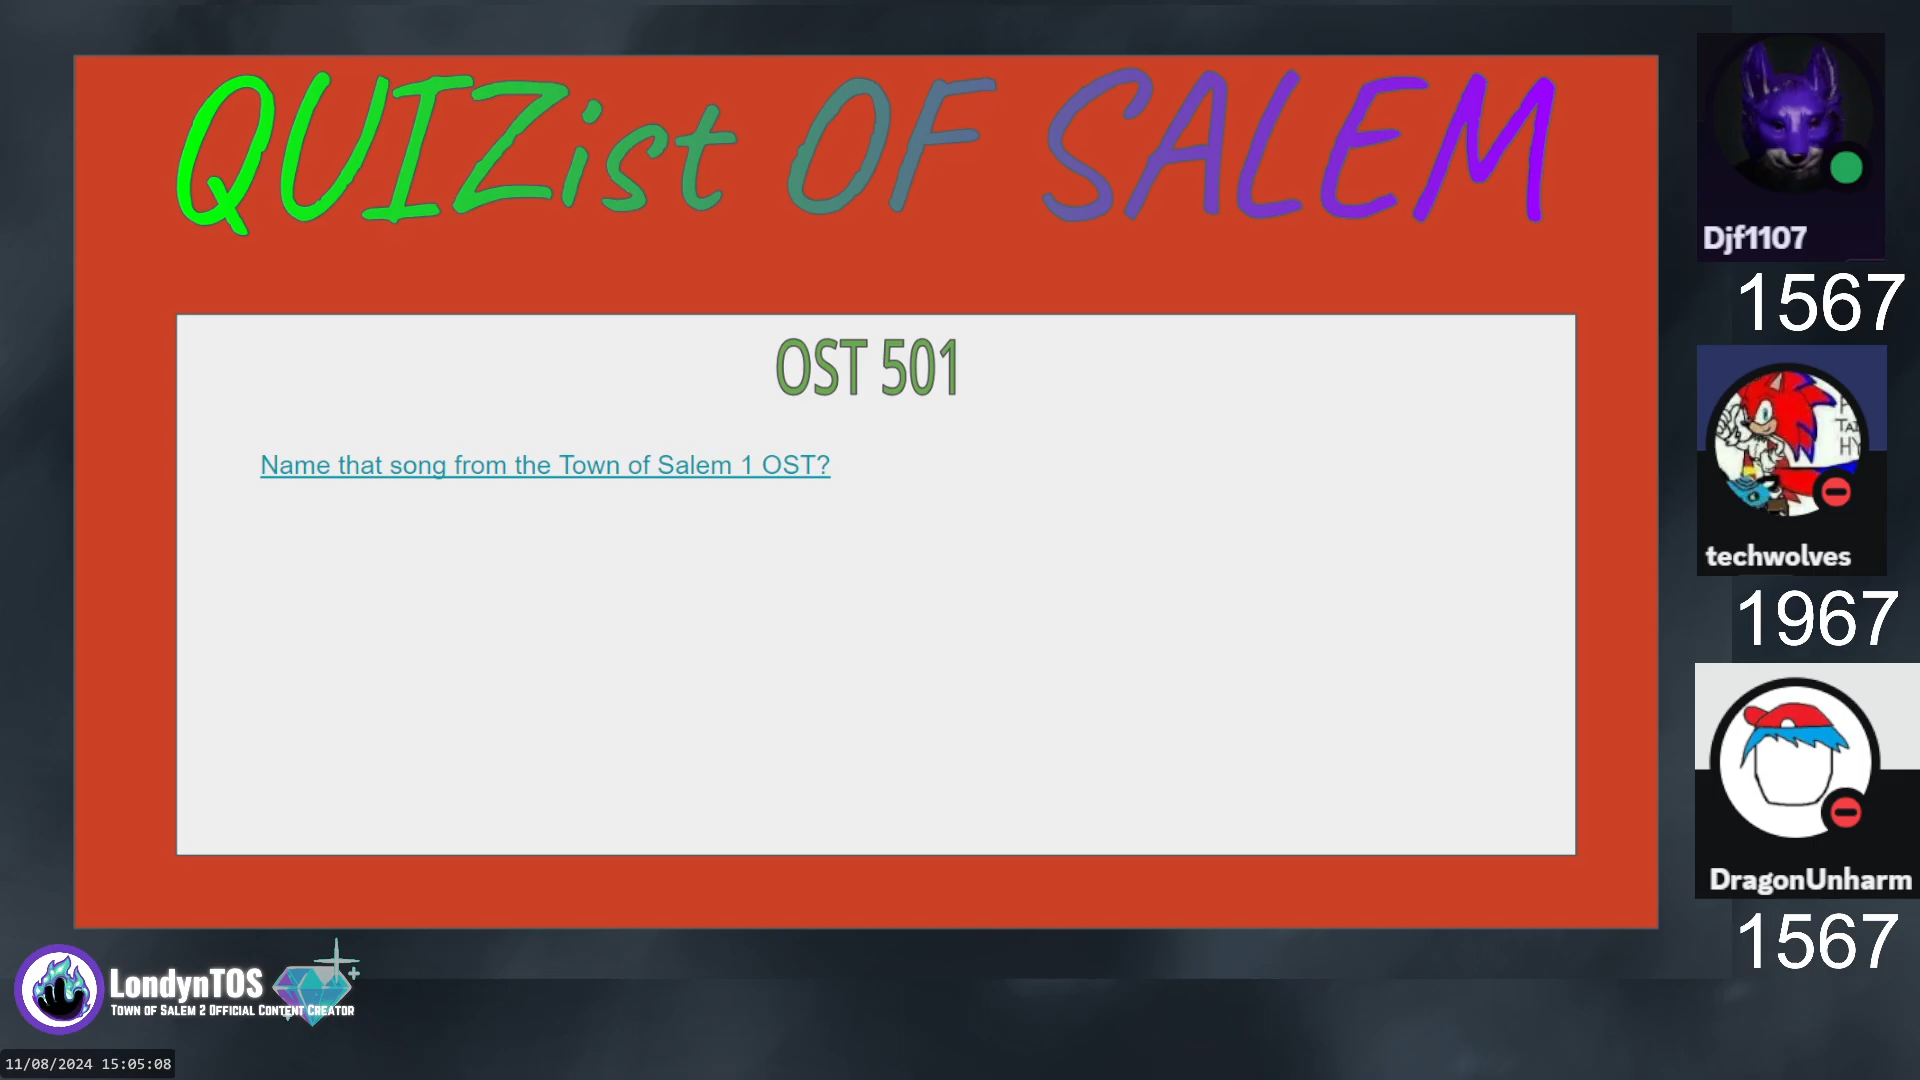 QUIZist OF SALEM
OST 501
Name that song from the Town of Salem 1 OST?
Djf1107
1567
techwolves
1967
DragonUnharm
1567
LondynTOS
TOWN OF SALEM 2 OFFICIAL CONTENT CREATOR
11/08/2024 15:05:08